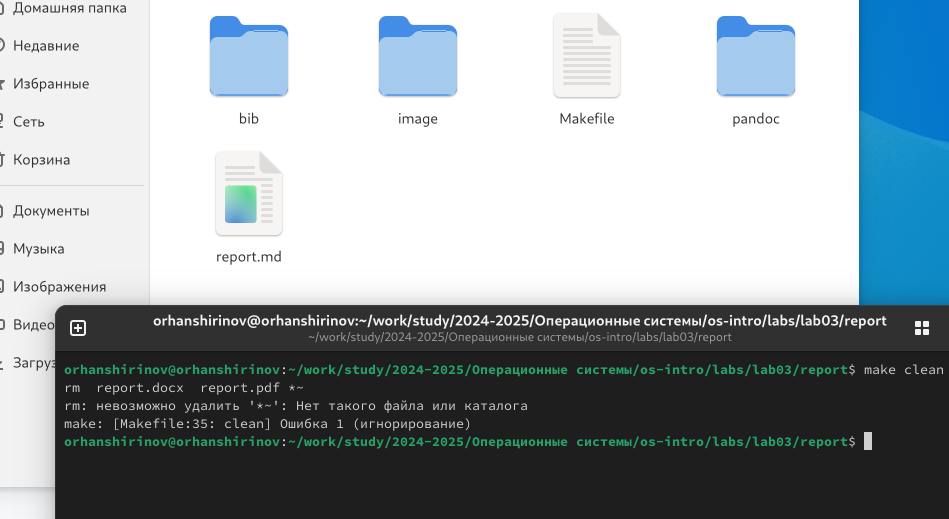 Домашняя папка
Недавние
Избранные
Сеть
Корзина
Документы
Музыка
Изображения
Видео
Загруз
bib
image
Makefile
pandoc
report.md
orhanshirinov@orhanshirinov:~/work/study/2024-2025/Операционные системы/os-intro/labs/lab03/report
~/work/study/2024-2025/Операционные системы/os-intro/labs/lab03/report
orhanshirinov@orhanshirinov:~/work/study/2024-2025/Операционные системы/os-intro/labs/lab03/report$ make clean
rm  report.docx  report.pdf *~
rm: невозможно удалить '*~': Нет такого файла или каталога
make: [Makefile:35: clean] Ошибка 1 (игнорирование)
orhanshirinov@orhanshirinov:~/work/study/2024-2025/Операционные системы/os-intro/labs/lab03/report$